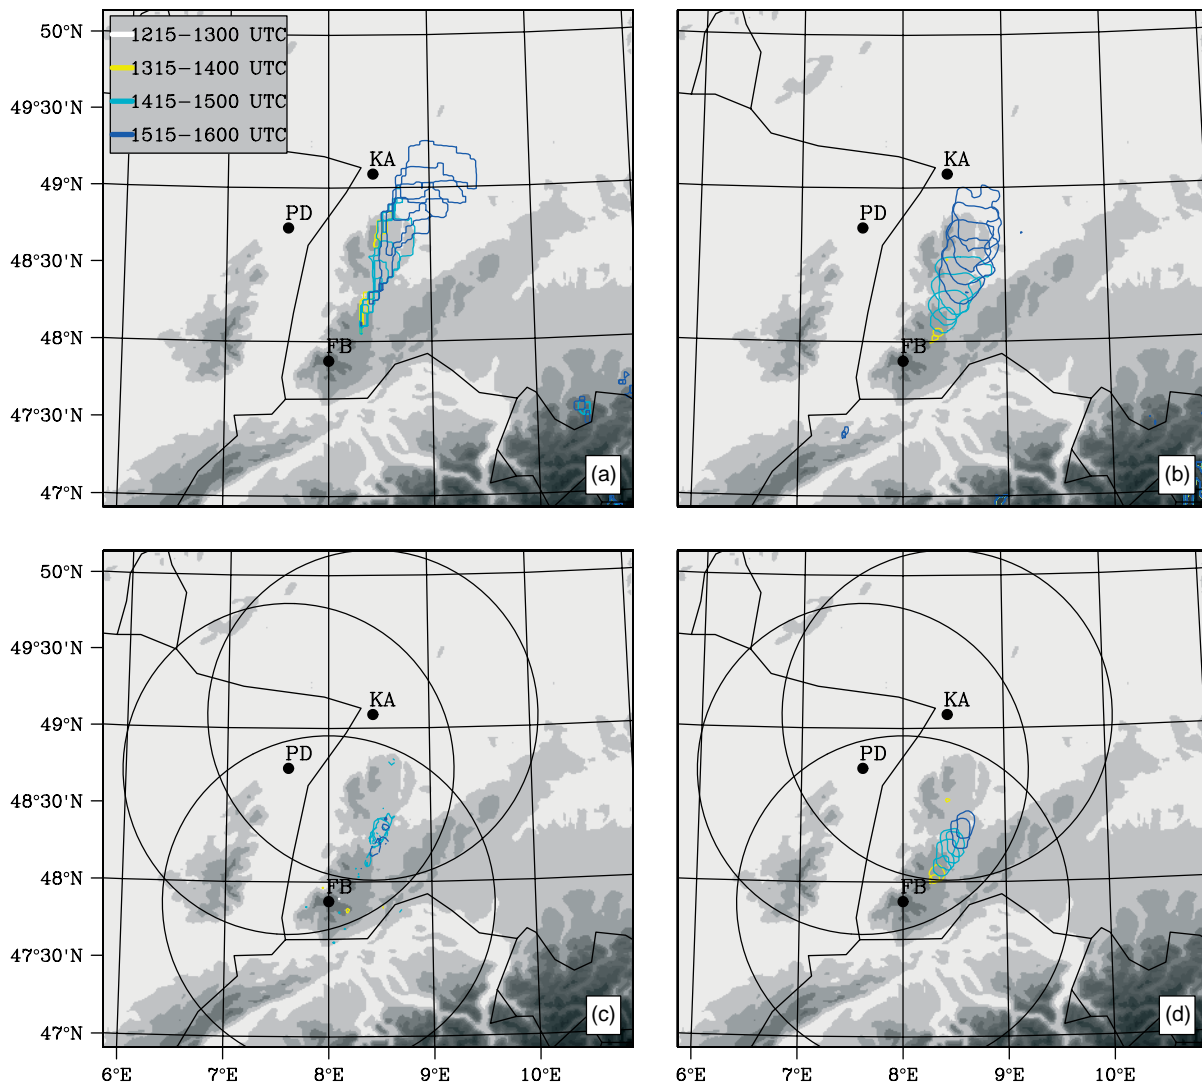 1215−1300 UTC
1315−1400 UTC
1415−1500 UTC
1515−1600 UTC
50°N
49°30'N
49°N
48°30'N
48°N
47°30'N
47°N
KA
PD
FB
(a)
KA
PD
FB
(b)
50°N
49°30'N
49°N
48°30'N
48°N
47°30'N
47°N
KA
PD
FB
(c)
KA
PD
FB
(d)
6°E 7°E 8°E 9°E 10°E
6°E 7°E 8°E 9°E 10°E